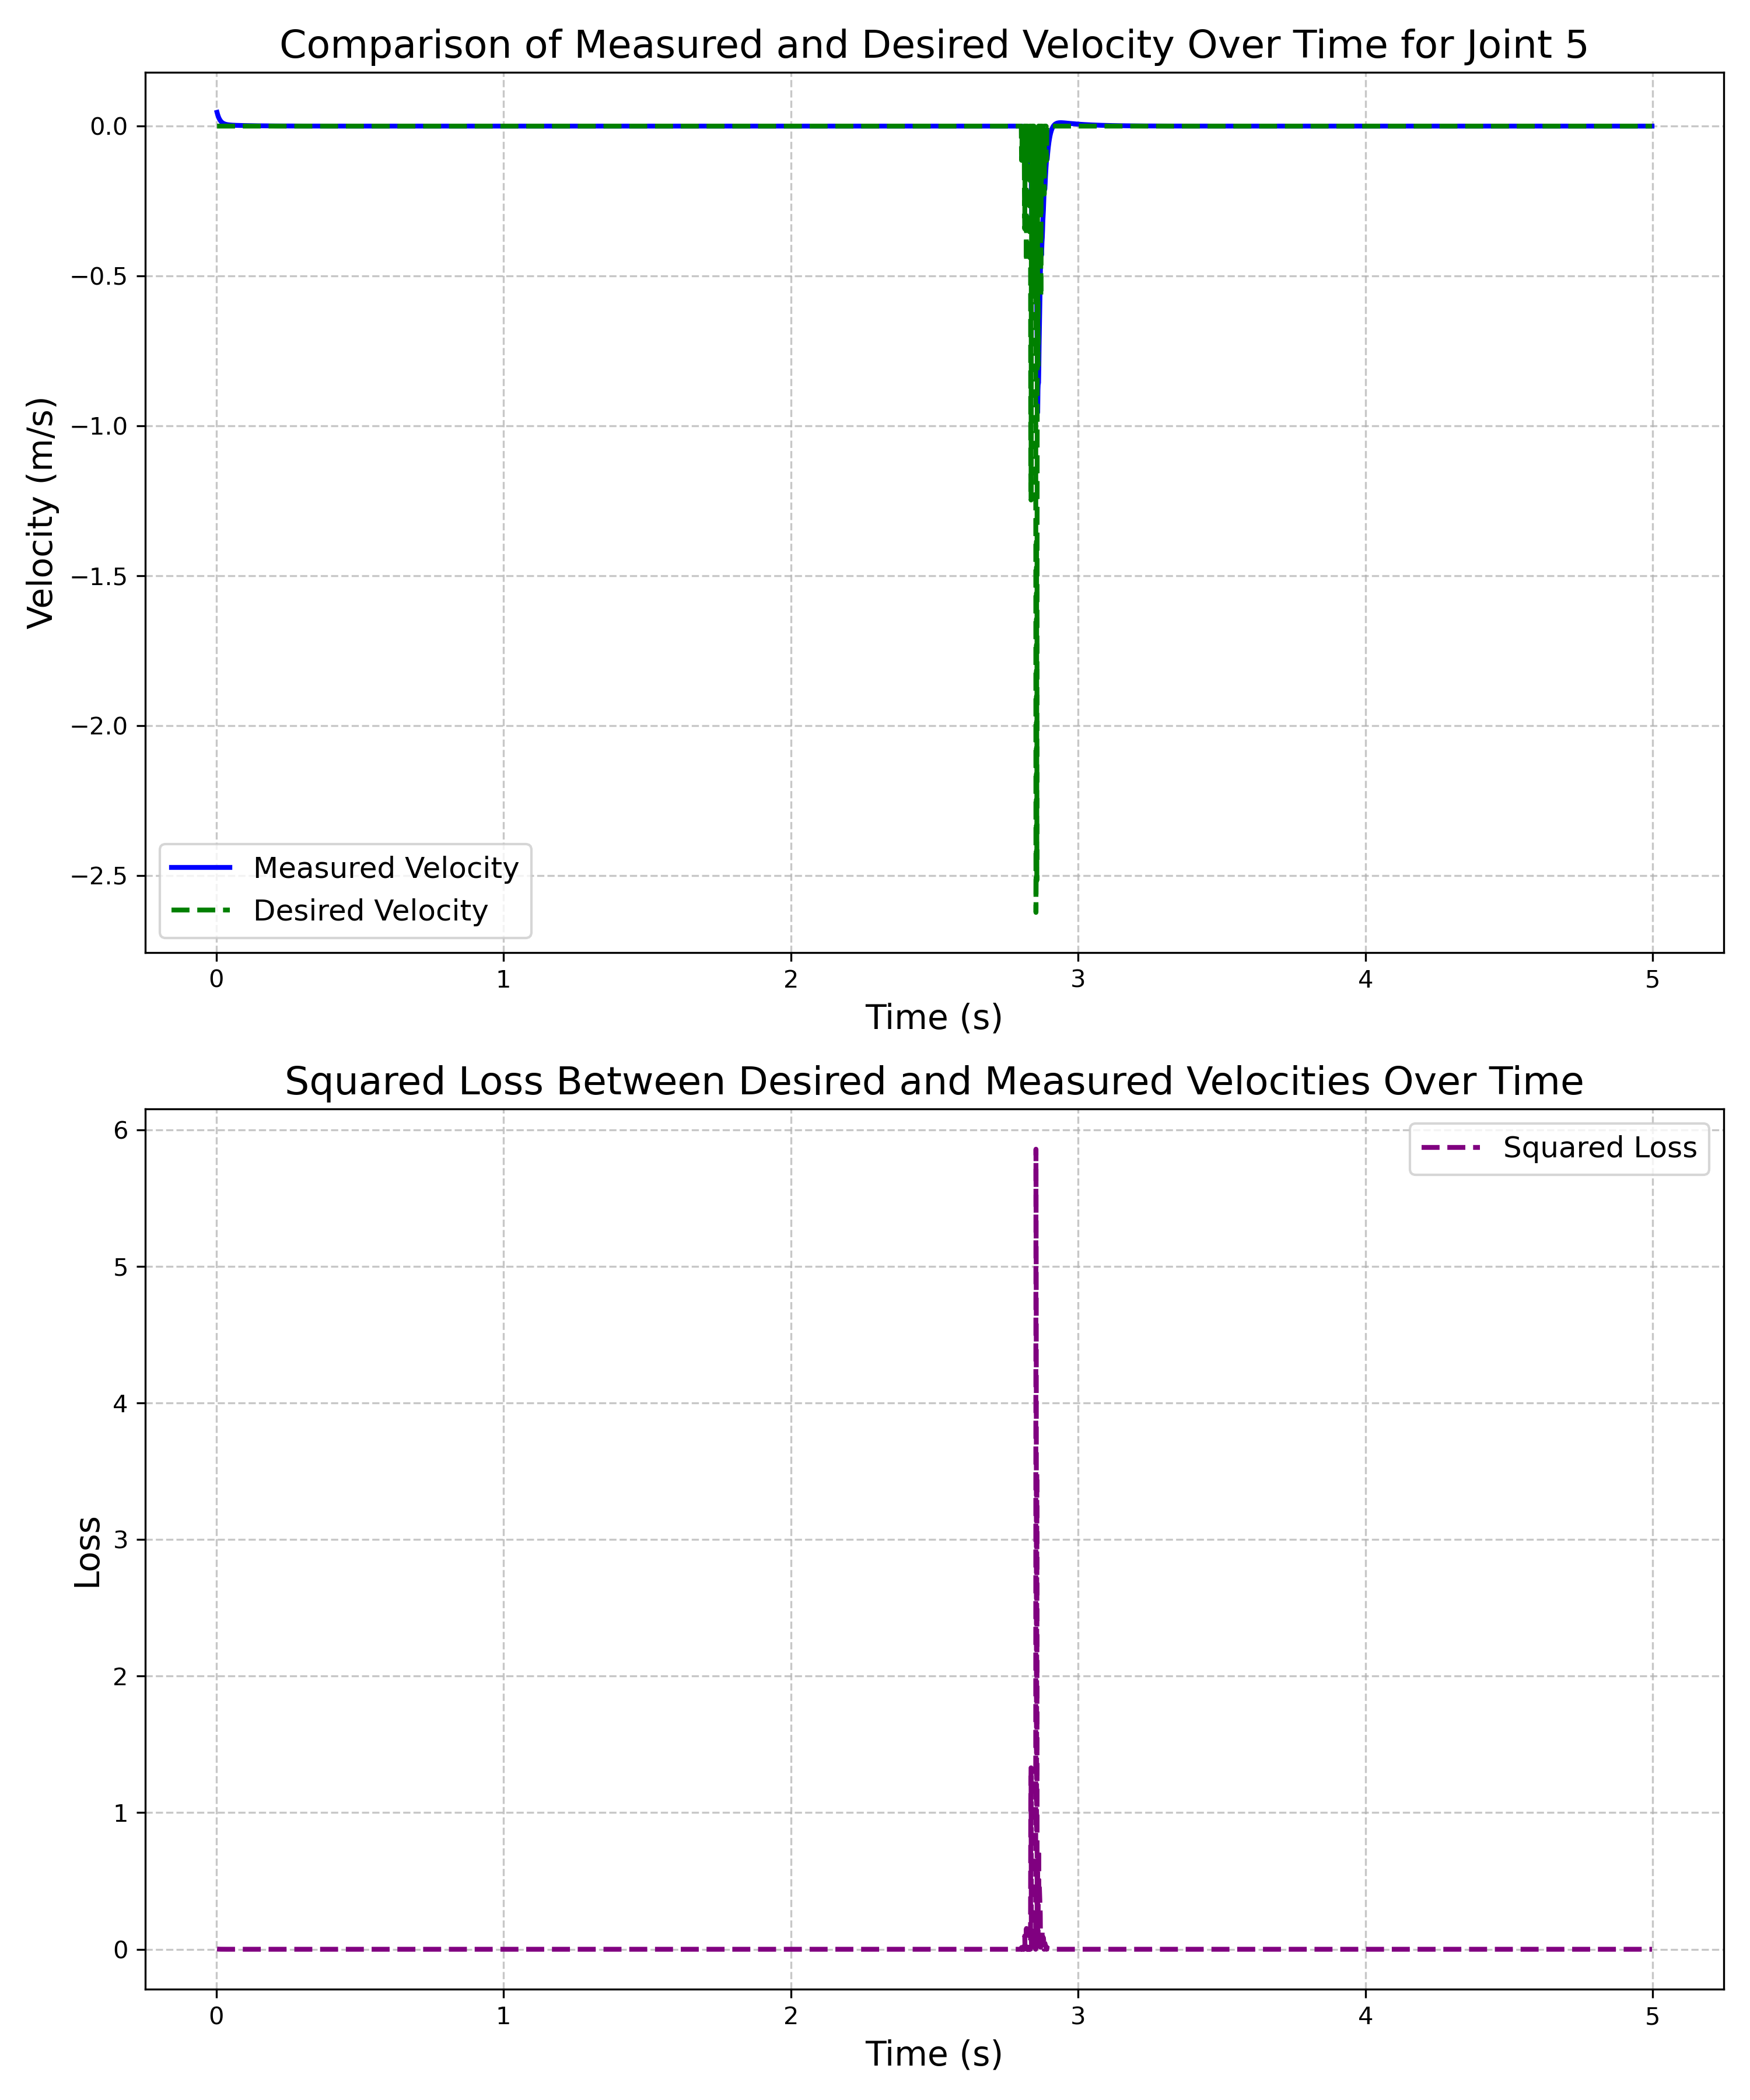 Comparison of Measured and Desired Velocity Over Time for Joint 5
Velocity (m/s)
0.0
−0.5
−1.0
−1.5
−2.0
−2.5
Measured Velocity
Desired Velocity
0 1 2 3 4 5
Time (s)
Squared Loss Between Desired and Measured Velocities Over Time
Loss
6
5
4
3
2
1
0
Squared Loss
0 1 2 3 4 5
Time (s)